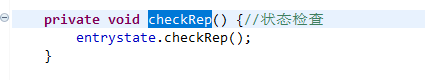 private void checkRep() {//状态检查
entrystate.checkRep();
}